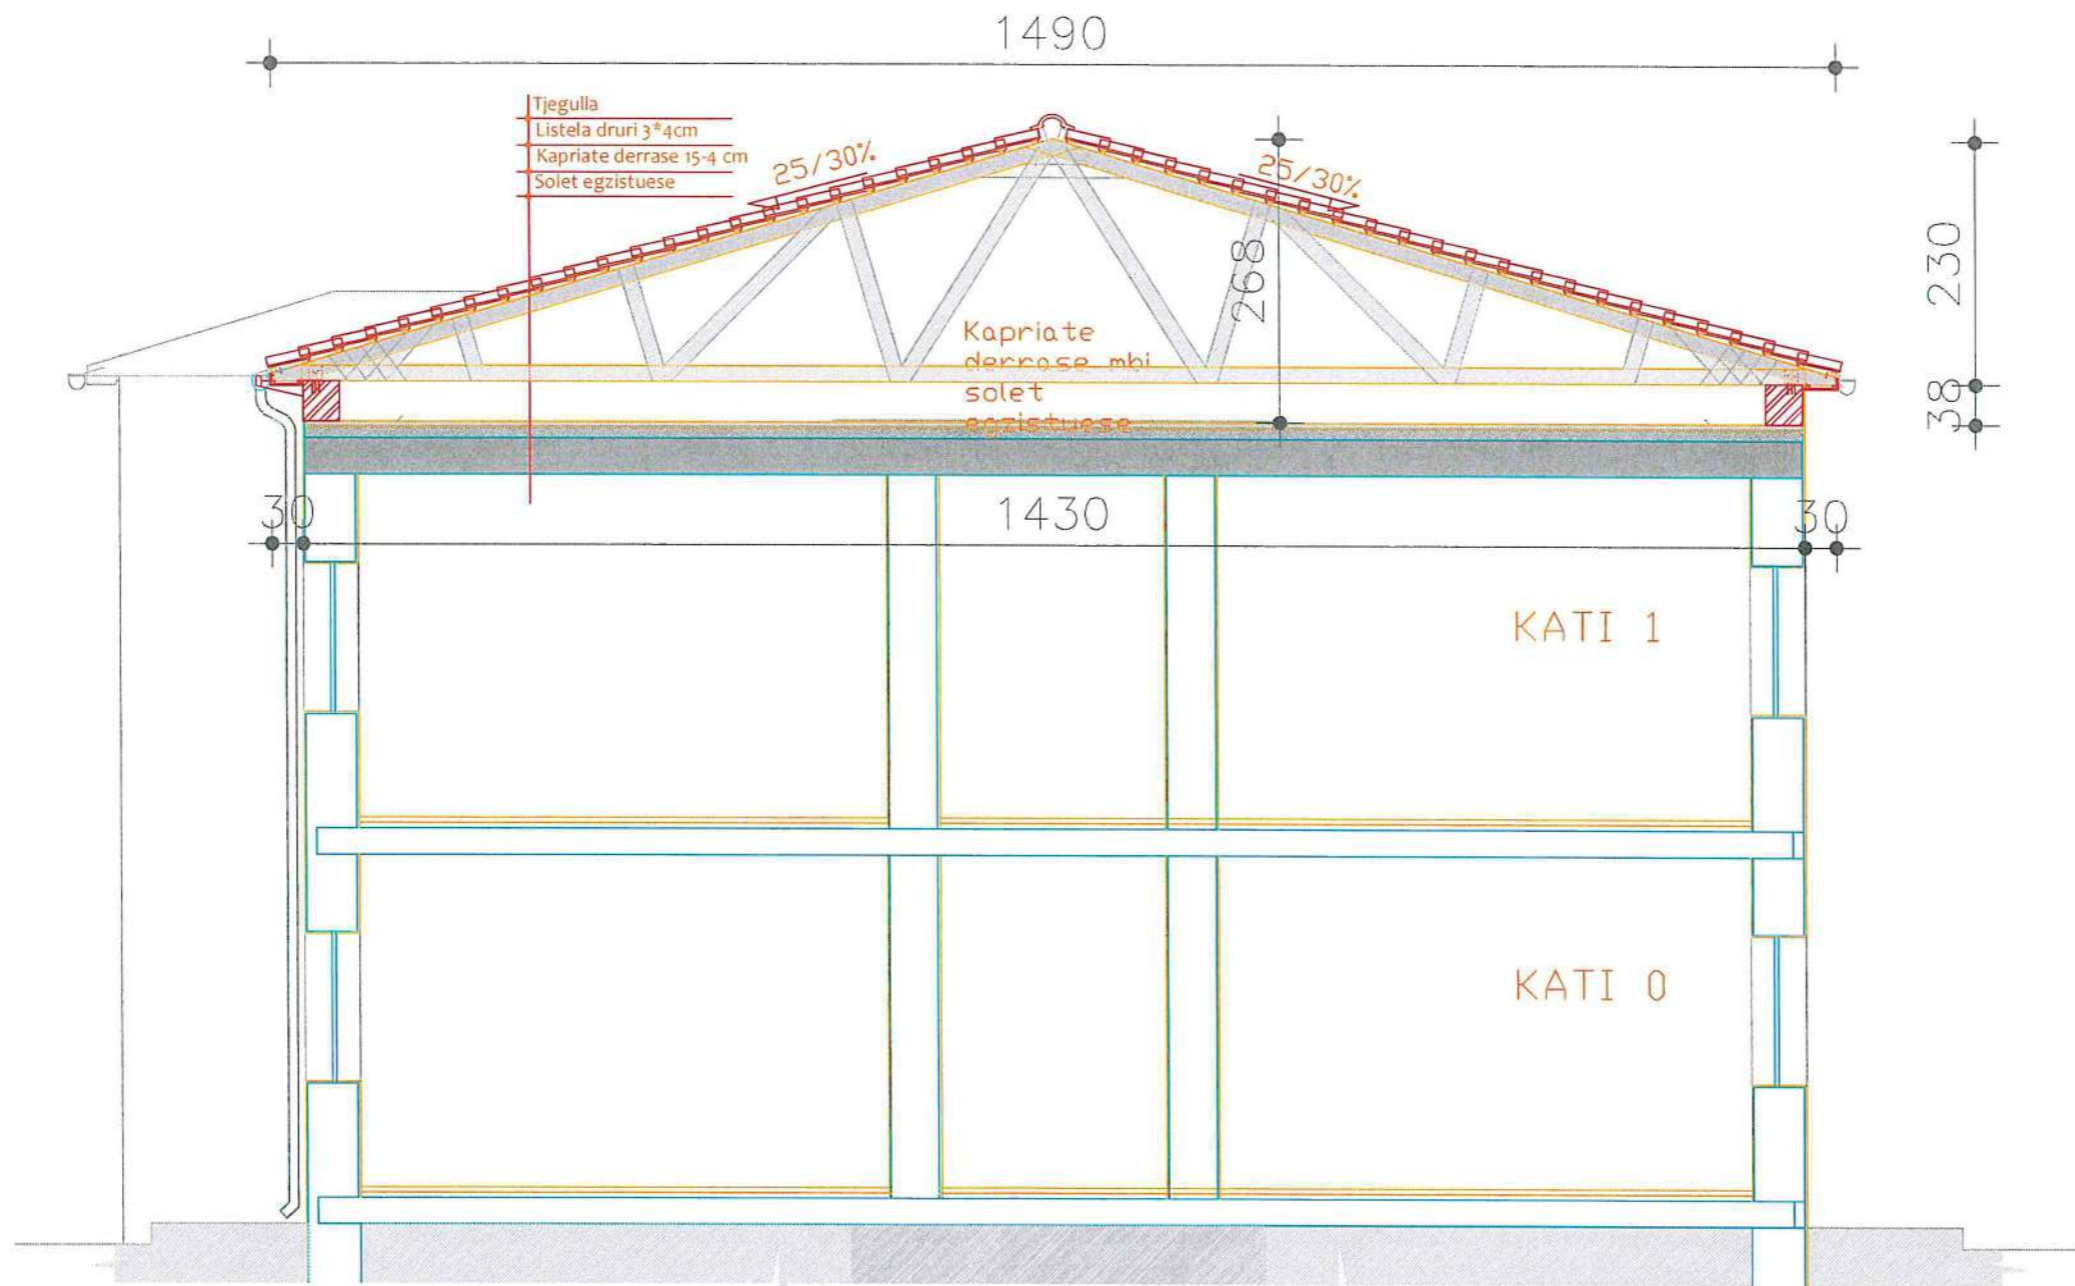 1490
Tjegulla
Listela druri 3*4cm
Kapriate derrase 15-4 cm
Solet egzistuese
25/30%
25/30%
268
230
38
Kapriate
derrase mbi
solet
egzistuese
30
1430
30
KATI 1
KATI 0